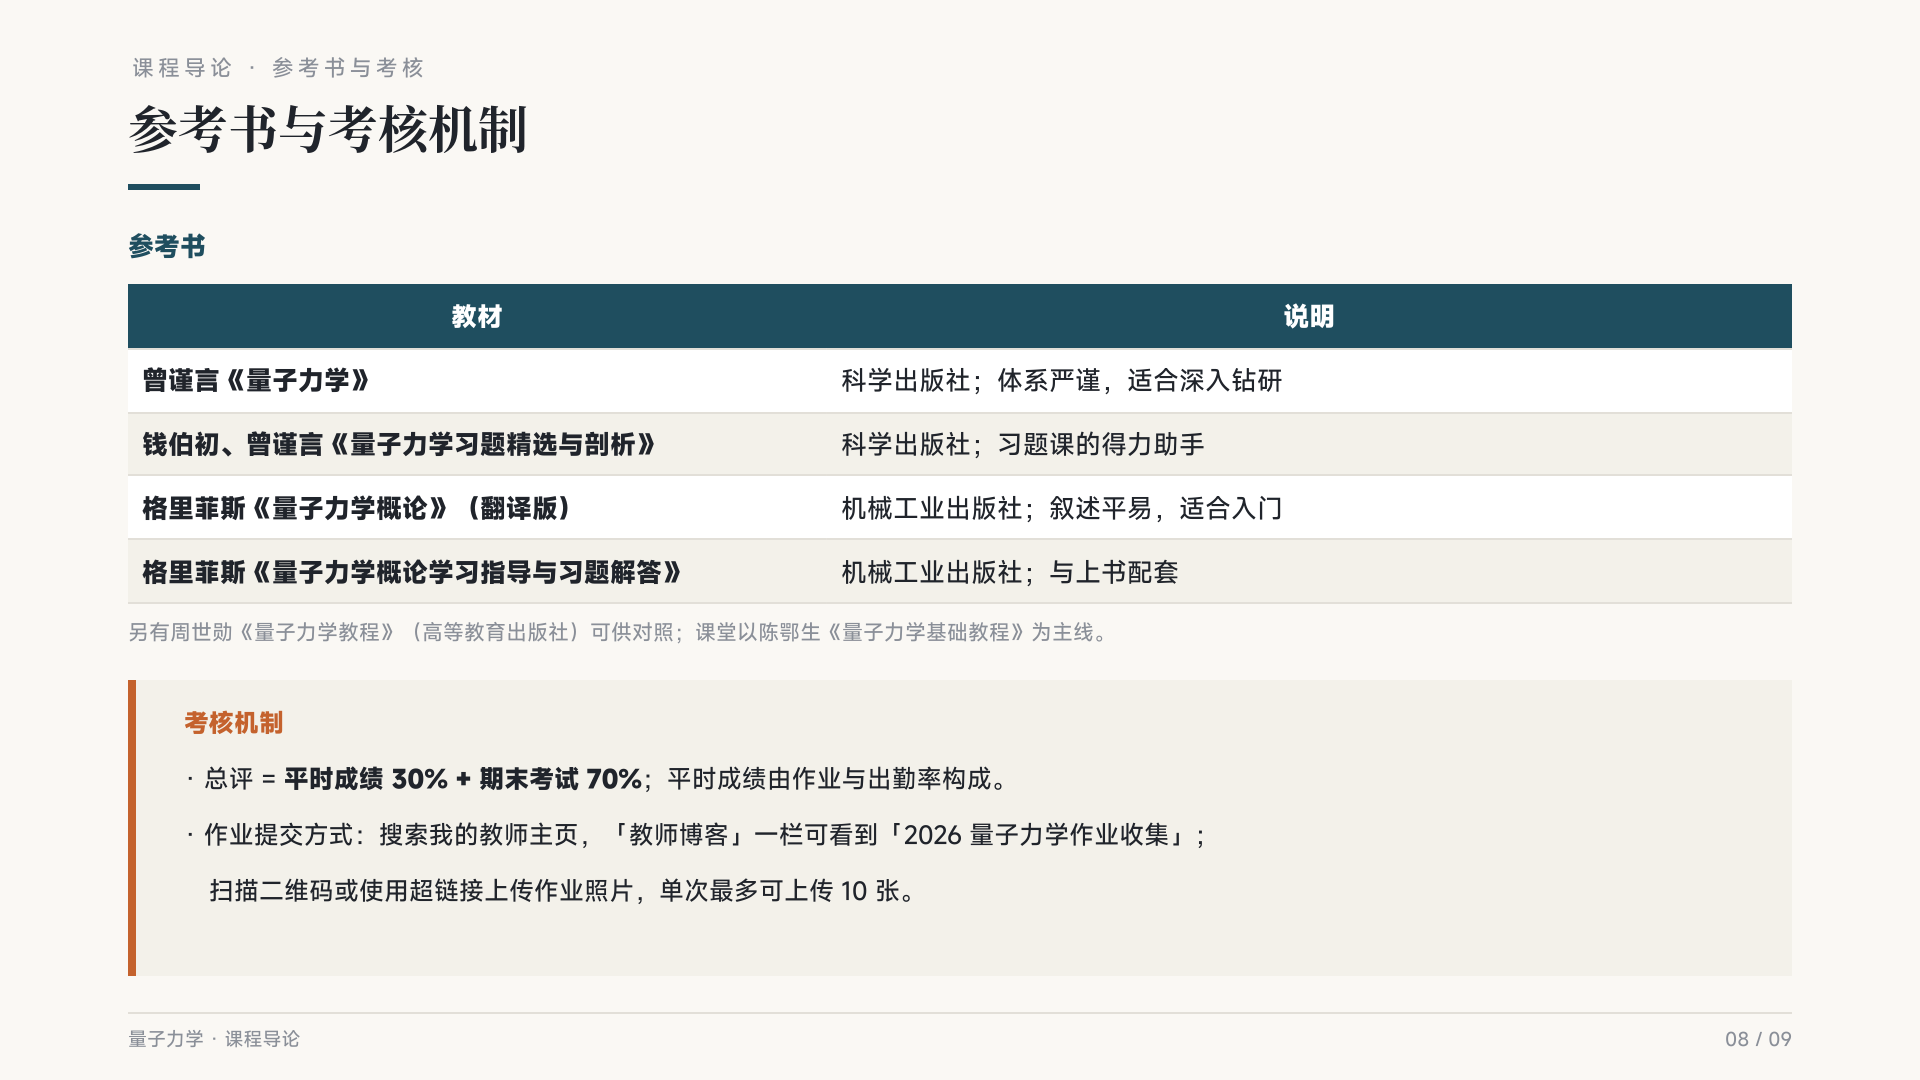 课程导论 · 参考书与考核
参考书与考核机制
参考书
教材 说明
曾谨言《量子力学》 科学出版社；体系严谨，适合深入钻研
钱伯初、曾谨言《量子力学习题精选与剖析》 科学出版社；习题课的得力助手
格里菲斯《量子力学概论》（翻译版） 机械工业出版社；叙述平易，适合入门
格里菲斯《量子力学概论学习指导与习题解答》 机械工业出版社；与上书配套
另有周世勋《量子力学教程》（高等教育出版社）可供对照；课堂以陈鄂生《量子力学基础教程》为主线。
考核机制
· 总评 = 平时成绩 30% + 期末考试 70%；平时成绩由作业与出勤率构成。
· 作业提交方式：搜索我的教师主页，「教师博客」一栏可看到「2026 量子力学作业收集」；
扫描二维码或使用超链接上传作业照片，单次最多可上传 10 张。
量子力学 · 课程导论
08 / 09